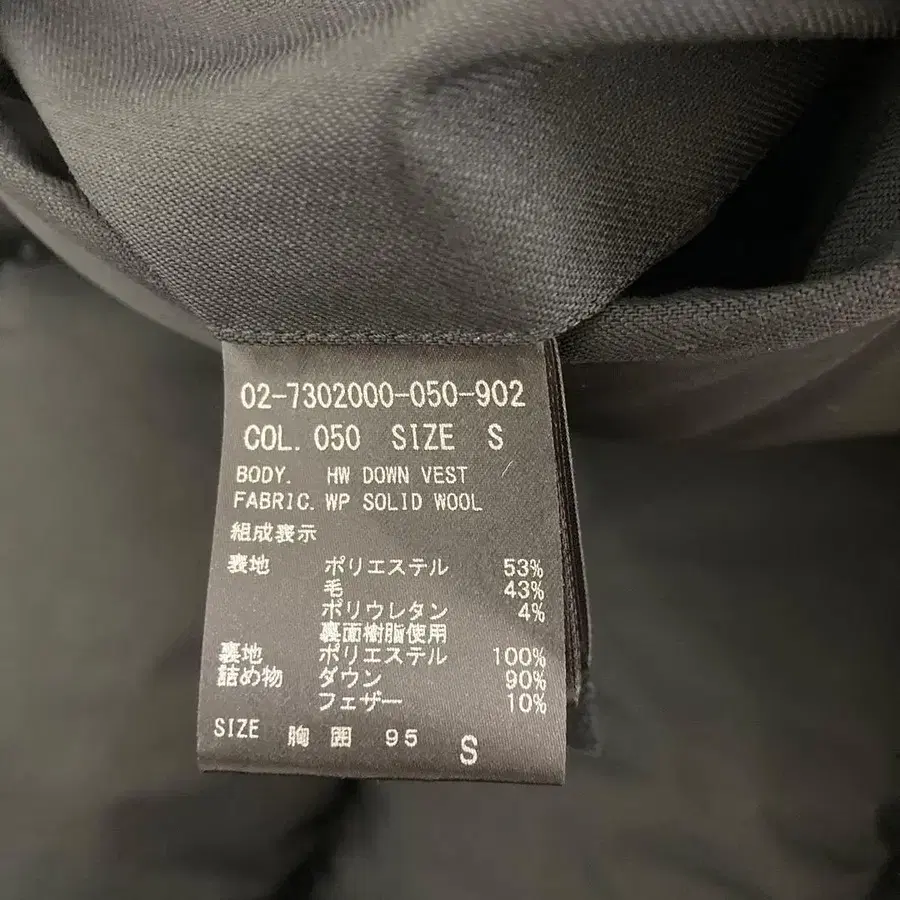 02-7302000-050-902
COL. 050 SIZE S
BODY. HW DOWN VEST
FABRIC. WP SOLID WOOL
組成表示
表地 ポリエステル 53%
毛 43%
ポリウレタン 4%
裏面樹脂使用
裏地 ポリエステル 100%
詰め物 ダウン 90%
フェザー 10%
SIZE 胸囲 95 S